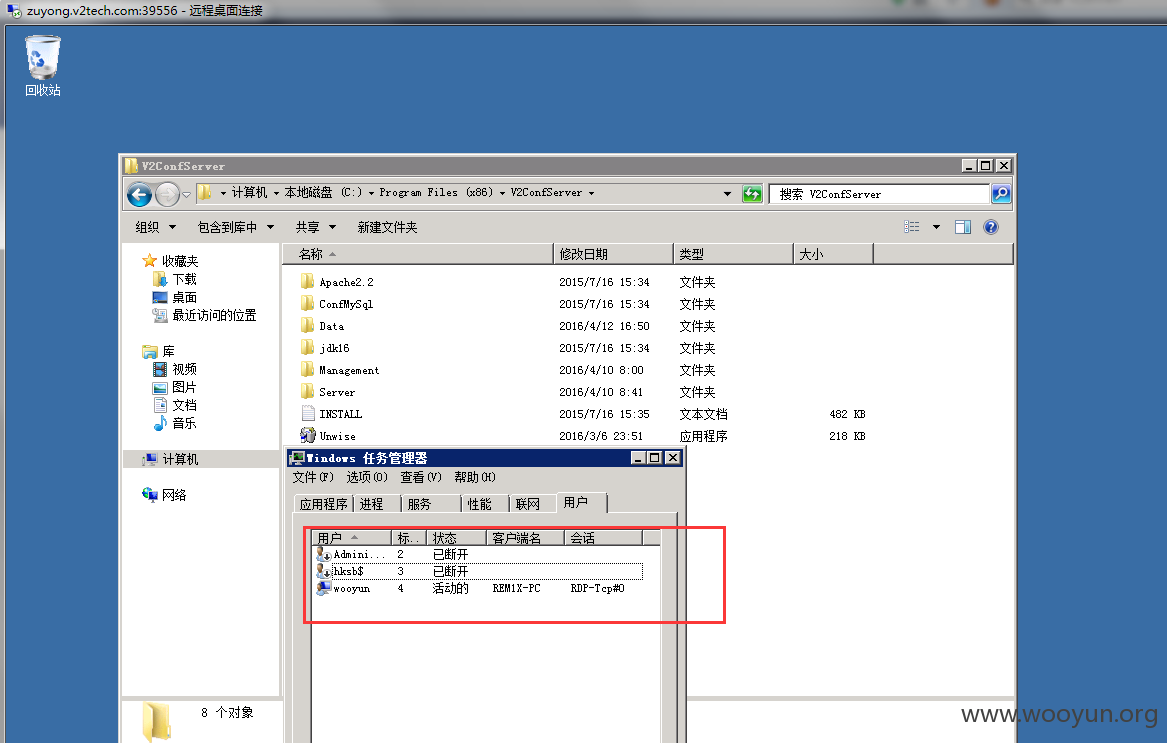 zuyong.v2tech.com:39556 - 远程桌面连接
回收站
V2ConfServer
计算机 本地磁盘 (C:) Program Files (x86) V2ConfServer
搜索 V2ConfServer
组织 包含到库中 共享 新建文件夹
名称 修改日期 类型 大小
收藏夹
下载
桌面
最近访问的位置
库
视频
图片
文档
音乐
计算机
网络
Apache2.2 2015/7/16 15:34 文件夹
ConfMySql 2015/7/16 15:34 文件夹
Data 2016/4/12 16:50 文件夹
jdk16 2015/7/16 15:34 文件夹
Management 2016/4/10 8:00 文件夹
Server 2016/4/10 8:41 文件夹
INSTALL 2015/7/16 15:35 文本文档 482 KB
Unwise 2016/3/6 23:51 应用程序 218 KB
Windows 任务管理器
文件(F) 选项(O) 查看(V) 帮助(H)
应用程序 进程 服务 性能 联网 用户
用户 标... 状态 客户端名 会话
Admini... 2 已断开
hksb$ 3 已断开
wooyun 4 活动的 REM1X-PC RDP-Tcp#0
8 个对象
www.wooyun.org